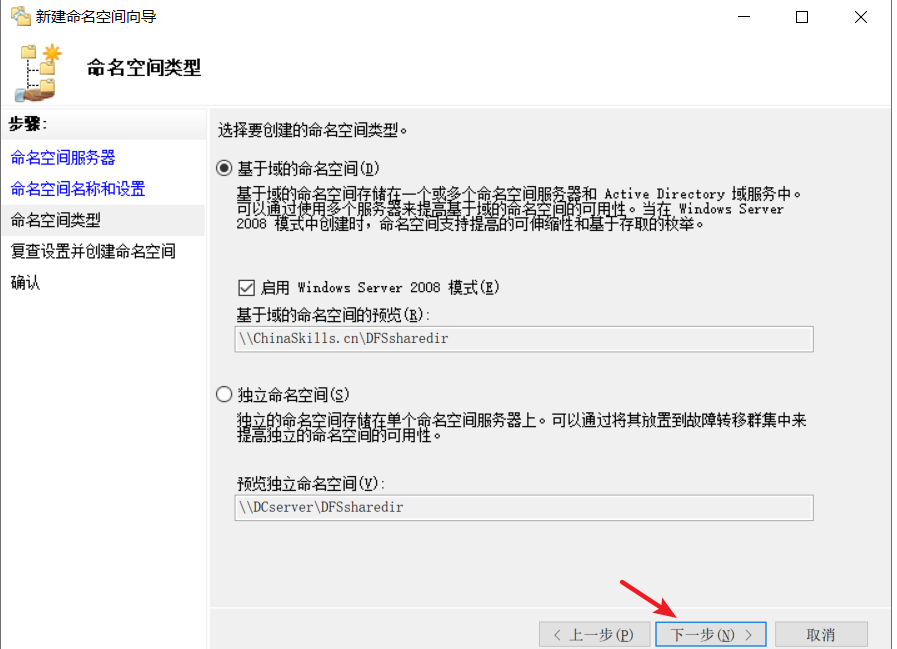 新建命名空间向导
命名空间类型
步骤:
命名空间服务器
命名空间名称和设置
命名空间类型
复查设置并创建命名空间
确认
选择要创建的命名空间类型。
基于域的命名空间(D)
基于域的命名空间存储在一个或多个命名空间服务器和 Active Directory 域服务中。
可以通过使用多个服务器来提高基于域的命名空间的可用性。当在 Windows Server
2008 模式中创建时，命名空间支持提高的可伸缩性和基于存取的枚举。
启用 Windows Server 2008 模式(E)
基于域的命名空间的预览(R):
\\ChinaSkills.cn\DFSsharedir
独立命名空间(S)
独立的命名空间存储在单个命名空间服务器上。可以通过将其放置到故障转移群集中来
提高独立的命名空间的可用性。
预览独立命名空间(V):
\\DCserver\DFSsharedir
< 上一步(P)
下一步(N) >
取消